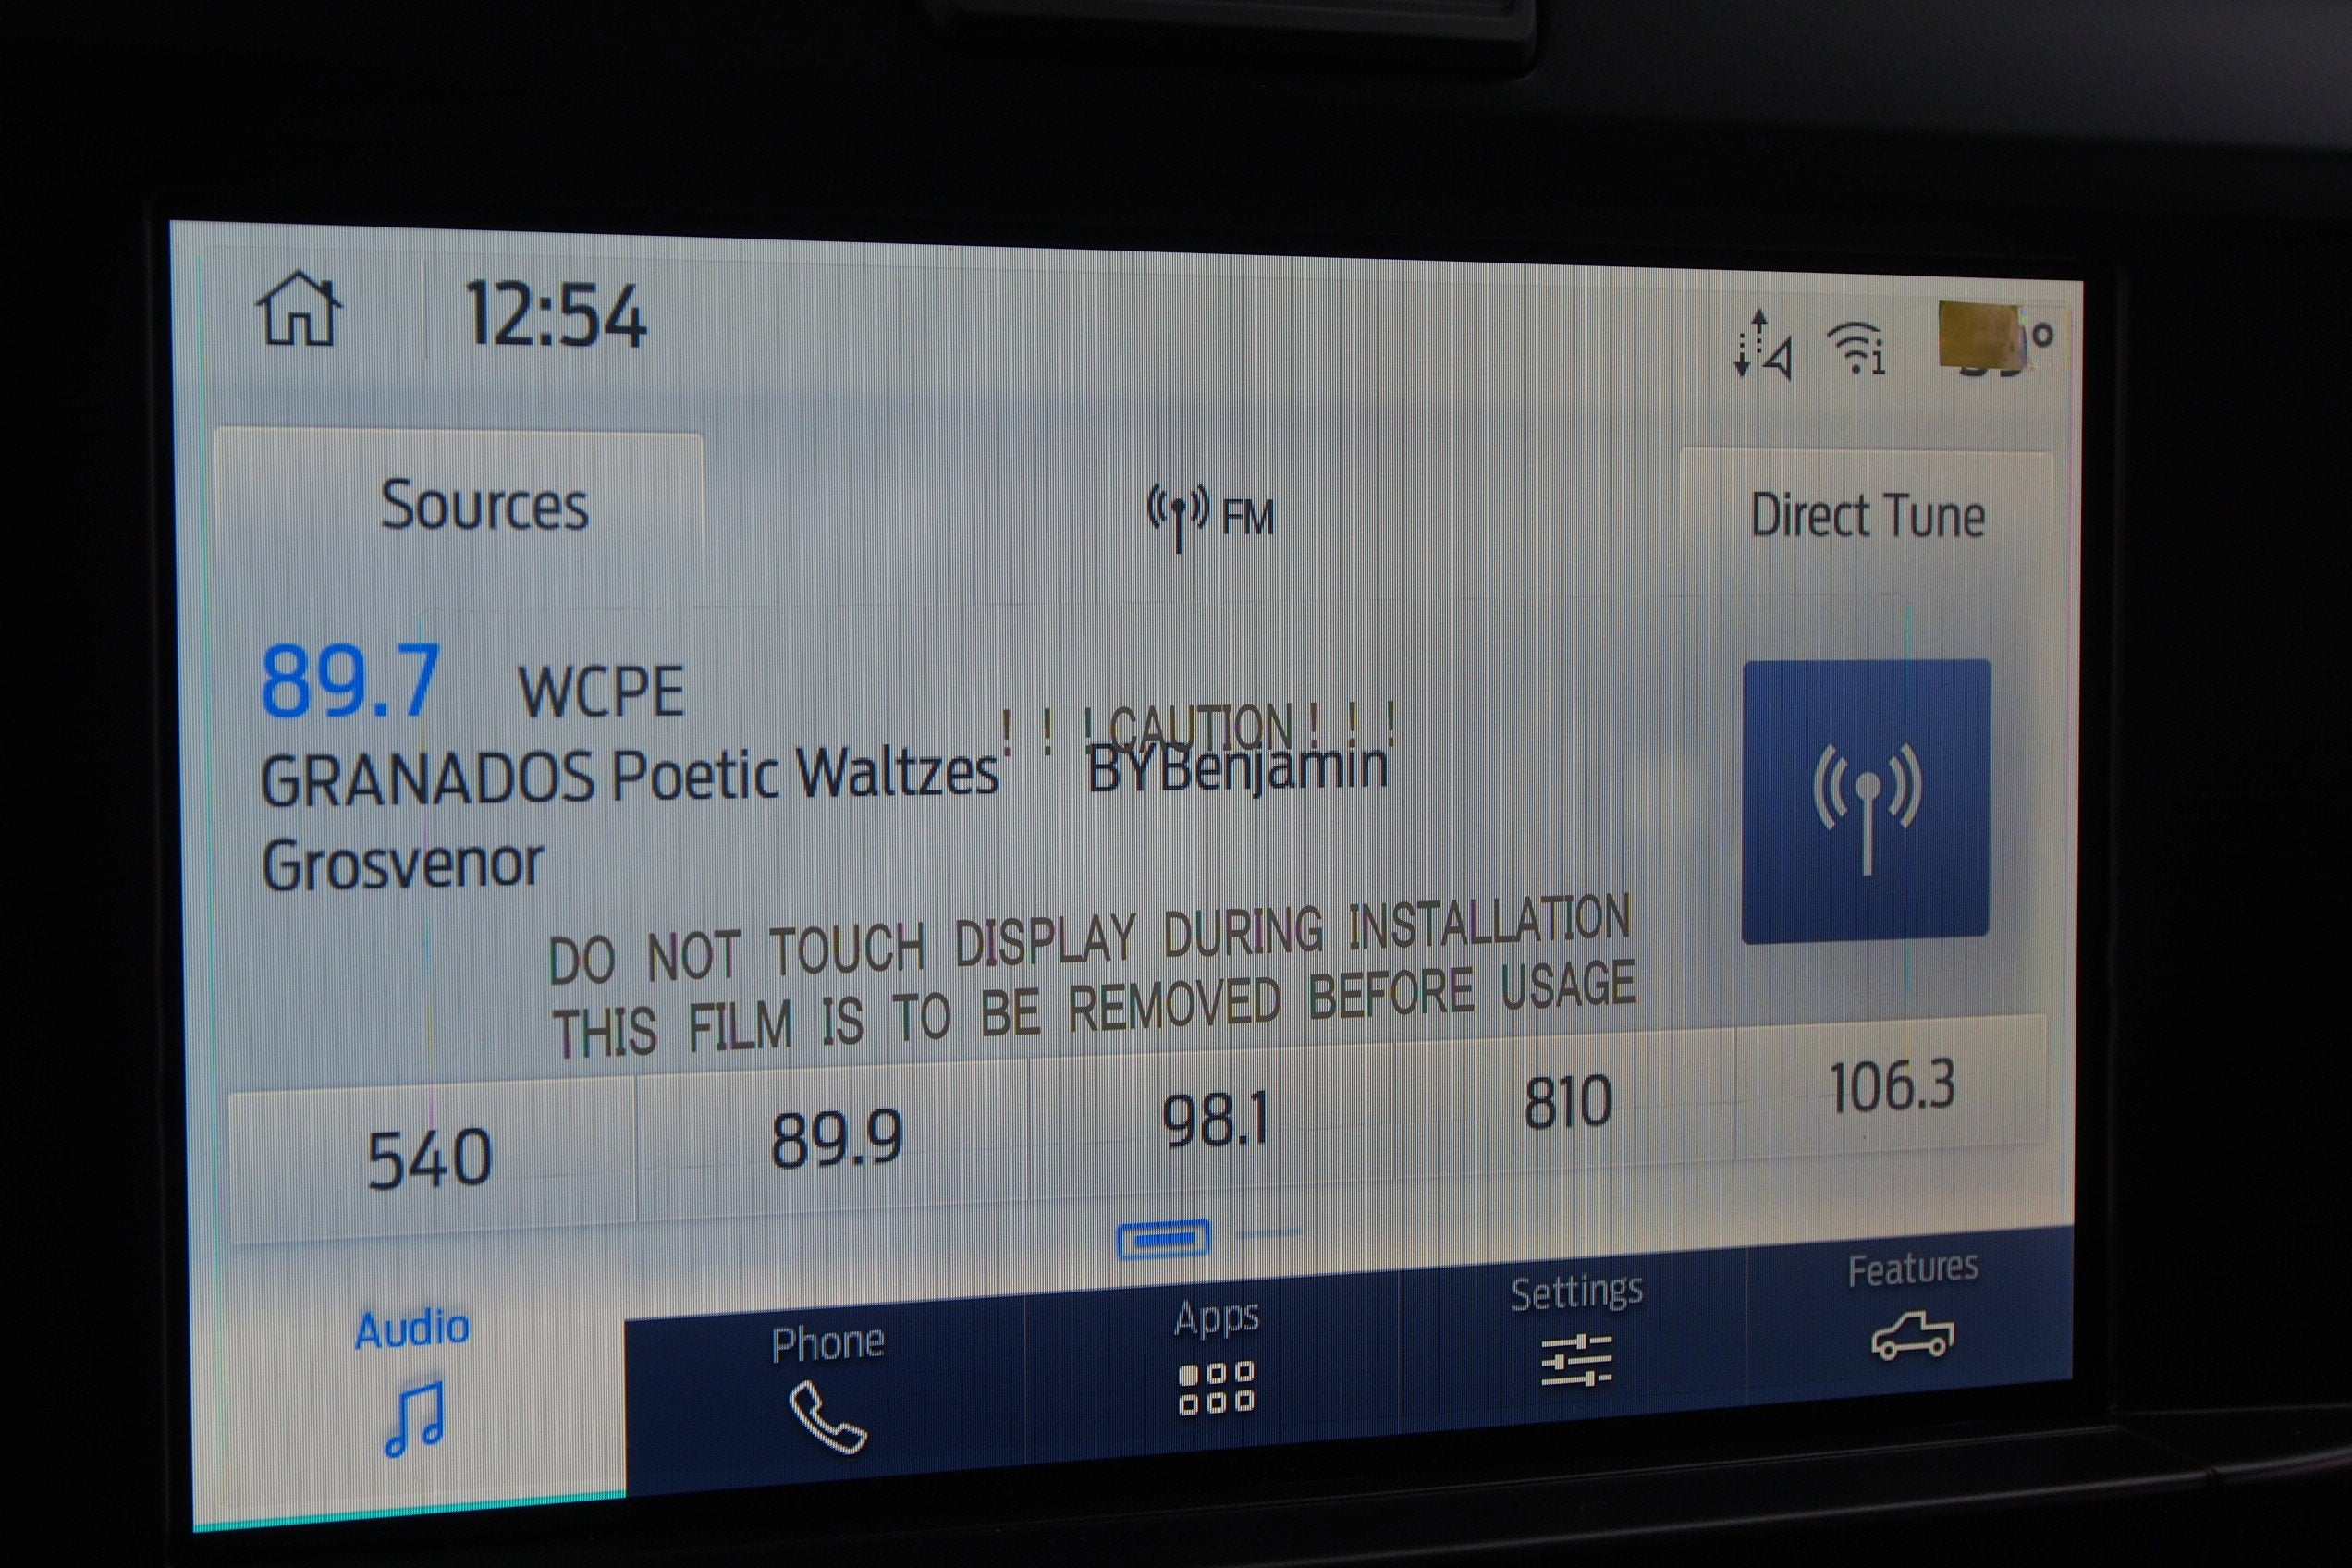 12:54
Sources
FM
Direct Tune
89.7 WCPE
! ! ! CAUTION ! ! !
GRANADOS Poetic Waltzes BYBenjamin
Grosvenor
DO NOT TOUCH DISPLAY DURING INSTALLATION
THIS FILM IS TO BE REMOVED BEFORE USAGE
540 89.9 98.1 810 106.3
Audio Phone Apps Settings Features